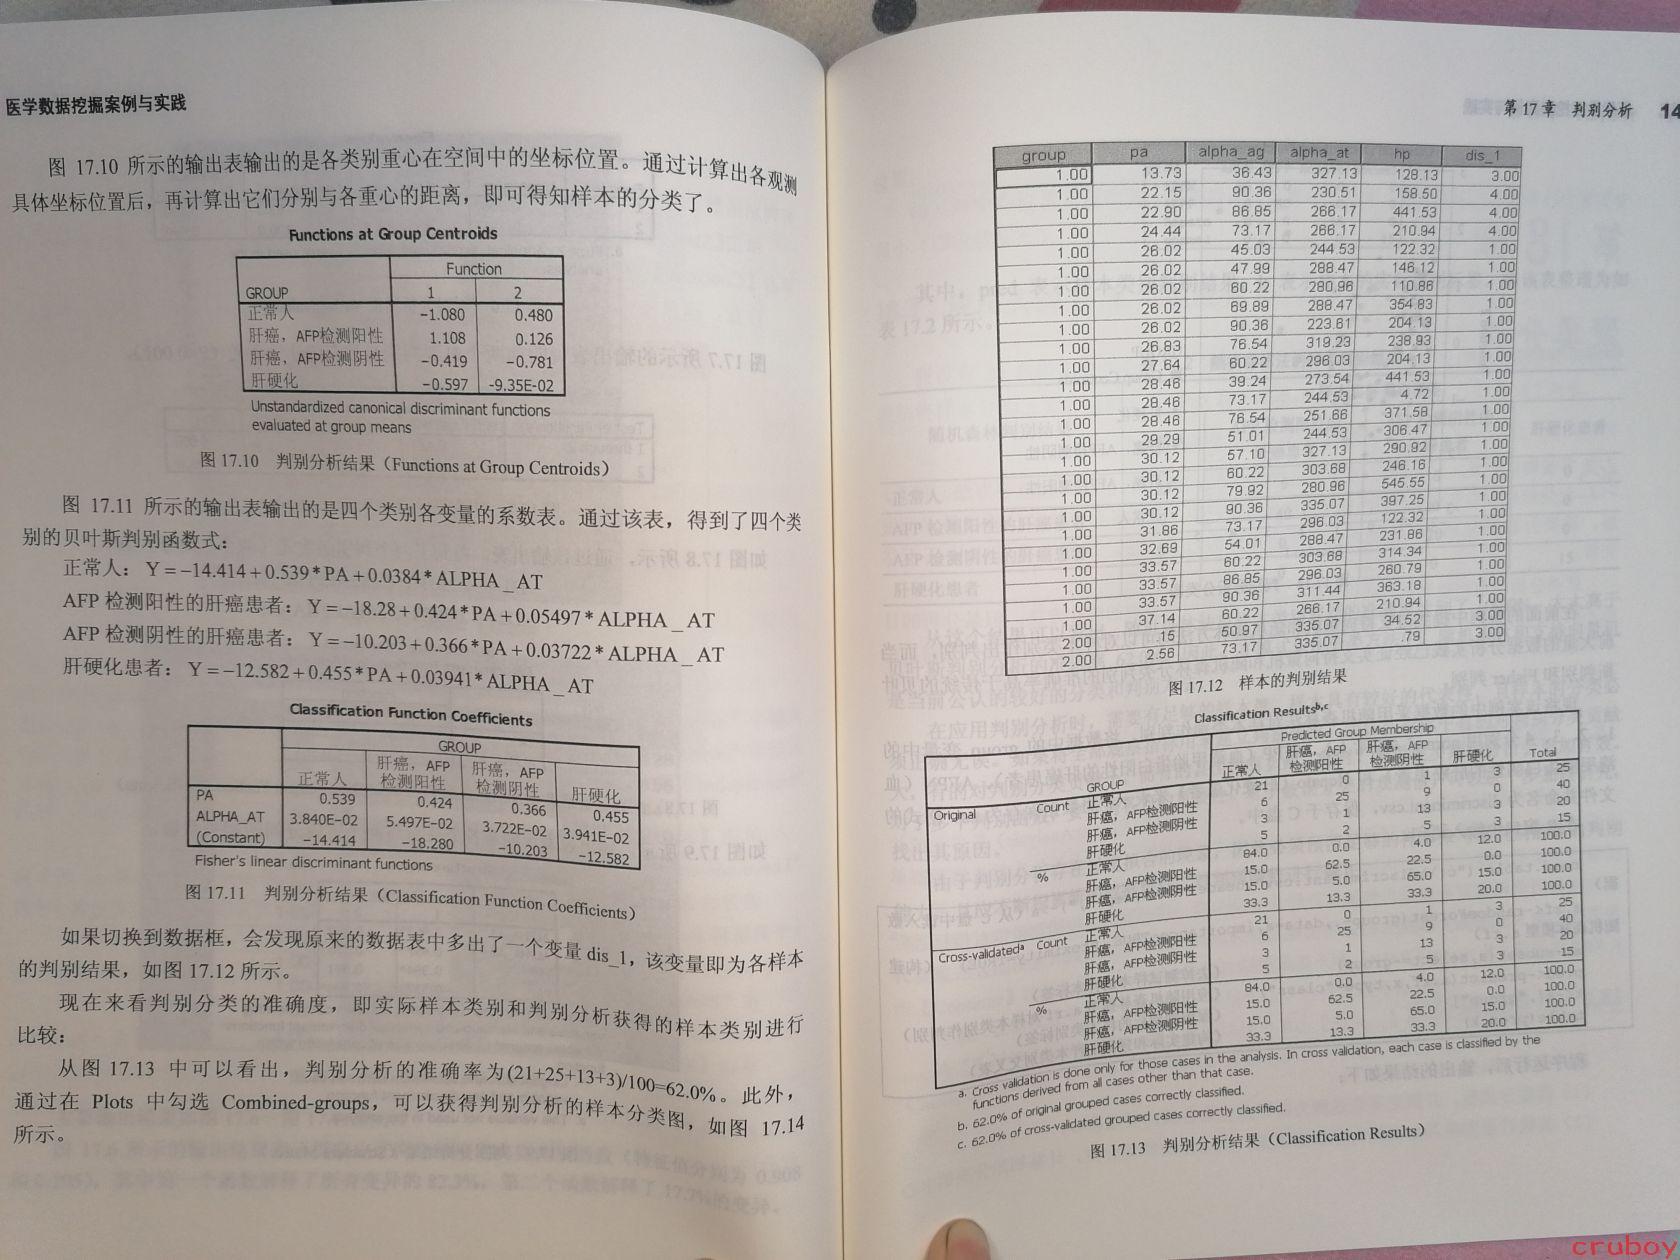 医学数据挖掘案例与实践
图 17.10 所示的输出表输出的是各类别重心在空间中的坐标位置。通过计算出各观测
具体坐标位置后，再计算出它们分别与各重心的距离，即可得知样本的分类了。
Functions at Group Centroids
Function
GROUP 1 2
正常人 -1.080 0.480
肝癌，AFP检测阳性 1.108 0.126
肝癌，AFP检测阴性 -0.419 -0.781
肝硬化 -0.597 -9.35E-02
Unstandardized canonical discriminant functions
evaluated at group means
图 17.10 判别分析结果（Functions at Group Centroids）
图 17.11 所示的输出表输出的是四个类别各变量的系数表。通过该表，得到了四个类
别的贝叶斯判别函数式：
正常人：Y=-14.414+0.539*PA+0.0384*ALPHA_AT
AFP 检测阳性的肝癌患者：Y=-18.28+0.424*PA+0.05497*ALPHA_AT
AFP 检测阴性的肝癌患者：Y=-10.203+0.366*PA+0.03722*ALPHA_AT
肝硬化患者：Y=-12.582+0.455*PA+0.03941*ALPHA_AT
Classification Function Coefficients
GROUP
正常人 肝癌，AFP检测阳性 肝癌，AFP检测阴性 肝硬化
PA 0.539 0.424 0.366 0.455
ALPHA_AT 3.840E-02 5.497E-02 3.722E-02 3.941E-02
(Constant) -14.414 -18.280 -10.203 -12.582
Fisher's linear discriminant functions
图 17.11 判别分析结果（Classification Function Coefficients）
如果切换到数据框，会发现原来的数据表中多出了一个变量 dis_1，该变量即为各样本
的判别结果，如图 17.12 所示。
现在来看判别分类的准确度，即实际样本类别和判别分析获得的样本类别进行
比较：
从图 17.13 中可以看出，判别分析的准确率为(21+25+13+3)/100=62.0%。此外，
通过在 Plots 中勾选 Combined-groups，可以获得判别分析的样本分类图，如图 17.14
所示。
第 17 章 判别分析 14
group pa alpha_ag alpha_at hp dis_1
1.00 13.73 36.43 327.13 128.13 3.00
1.00 22.15 90.36 230.51 158.50 4.00
1.00 22.90 86.85 266.17 441.53 4.00
1.00 24.44 73.17 266.17 210.94 4.00
1.00 26.02 45.03 244.53 122.32 1.00
1.00 26.02 47.99 288.47 146.12 1.00
1.00 26.02 60.22 280.96 110.86 1.00
1.00 26.02 69.89 288.47 354.83 1.00
1.00 26.02 90.36 223.61 204.13 1.00
1.00 26.83 76.54 319.23 238.93 1.00
1.00 27.64 60.22 296.03 204.13 1.00
1.00 28.46 39.24 273.54 441.53 1.00
1.00 28.46 73.17 244.53 4.72 1.00
1.00 28.46 76.54 251.66 371.58 1.00
1.00 29.29 51.01 244.53 306.47 1.00
1.00 30.12 57.10 327.13 290.92 1.00
1.00 30.12 60.22 303.68 246.16 1.00
1.00 30.12 79.92 280.96 545.55 1.00
1.00 30.12 90.36 335.07 397.25 1.00
1.00 31.86 73.17 296.03 122.32 1.00
1.00 32.69 54.01 288.47 231.86 1.00
1.00 33.57 60.22 303.68 314.34 1.00
1.00 33.57 86.85 296.03 260.79 1.00
1.00 33.57 90.36 311.44 363.18 1.00
1.00 37.14 60.22 266.17 210.94 1.00
2.00 .15 50.97 335.07 34.52 3.00
2.00 2.56 73.17 335.07 .79 3.00
图 17.12 样本的判别结果
Classification Resultsb,c
Predicted Group Membership
GROUP 正常人 肝癌，AFP检测阳性 肝癌，AFP检测阴性 肝硬化 Total
Original Count 正常人 21 0 1 3 25
肝癌，AFP检测阳性 6 25 9 0 40
肝癌，AFP检测阴性 3 1 13 3 20
肝硬化 5 2 5 3 15
% 正常人 84.0 0.0 4.0 12.0 100.0
肝癌，AFP检测阳性 15.0 62.5 22.5 0.0 100.0
肝癌，AFP检测阴性 15.0 5.0 65.0 15.0 100.0
肝硬化 33.3 13.3 33.3 20.0 100.0
Cross-validateda Count 正常人 21 0 1 3 25
肝癌，AFP检测阳性 6 25 9 0 40
肝癌，AFP检测阴性 3 1 13 3 20
肝硬化 5 2 5 3 15
% 正常人 84.0 0.0 4.0 12.0 100.0
肝癌，AFP检测阳性 15.0 62.5 22.5 0.0 100.0
肝癌，AFP检测阴性 15.0 5.0 65.0 15.0 100.0
肝硬化 33.3 13.3 33.3 20.0 100.0
a. Cross validation is done only for those cases in the analysis. In cross validation, each case is classified by the
functions derived from all cases other than that case.
b. 62.0% of original grouped cases correctly classified.
c. 62.0% of cross-validated grouped cases correctly classified.
图 17.13 判别分析结果（Classification Results）
cruboy